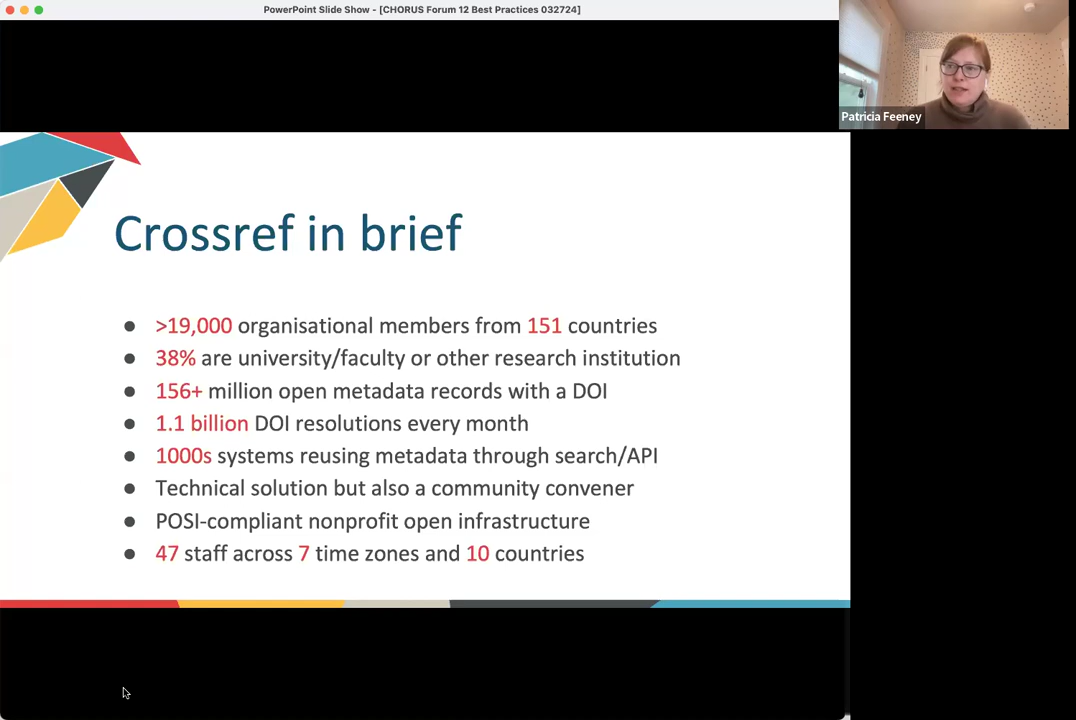 PowerPoint Slide Show - [CHORUS Forum 12 Best Practices 032724]
Patricia Feeney
Crossref in brief
● >19,000 organisational members from 151 countries
● 38% are university/faculty or other research institution
● 156+ million open metadata records with a DOI
● 1.1 billion DOI resolutions every month
● 1000s systems reusing metadata through search/API
● Technical solution but also a community convener
● POSI-compliant nonprofit open infrastructure
● 47 staff across 7 time zones and 10 countries